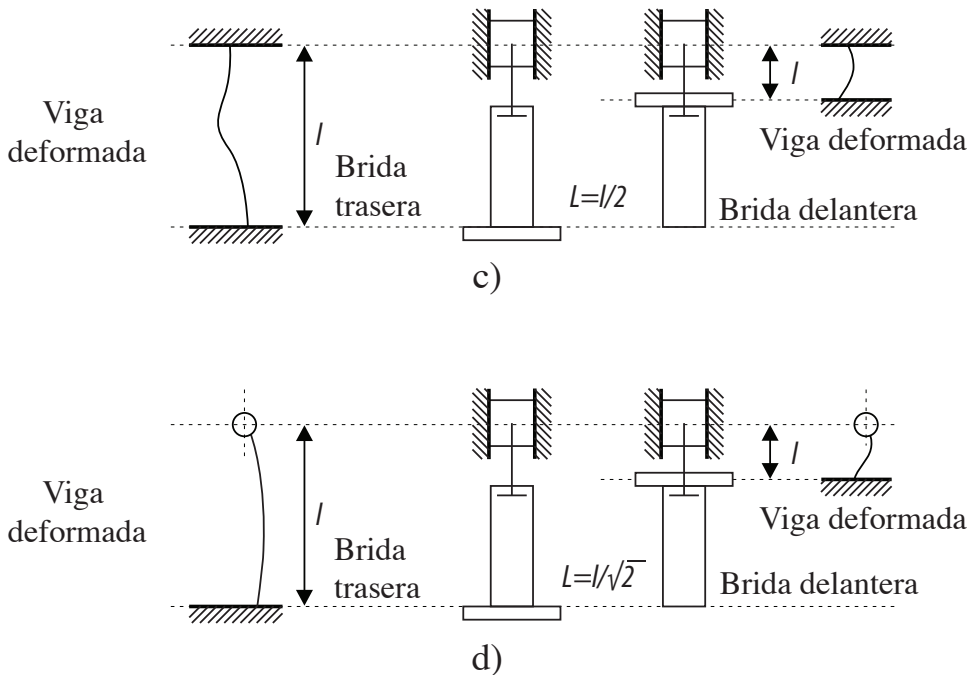 Viga
deformada
l
Brida
trasera
L=l/2
Brida delantera
l
Viga deformada
c)
Viga
deformada
l
Brida
trasera
L=l/√2
Brida delantera
l
Viga deformada
d)